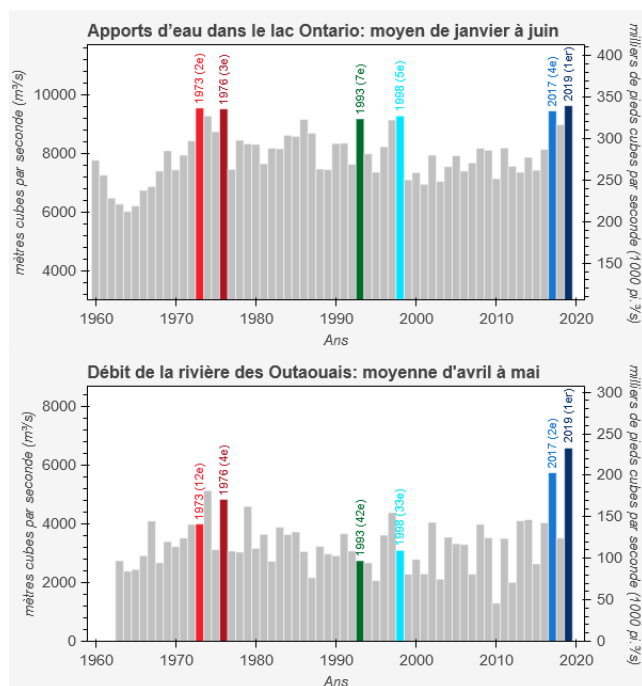 Apports d'eau dans le lac Ontario: moyen de janvier à juin
mètres cubes par seconde (m³/s)
10000
8000
6000
4000
1973 (2e)
1976 (3e)
1993 (7e)
1998 (5e)
2017 (4e)
2019 (1er)
400
350
300
250
200
150
milliers de pieds cubes par seconde (1000 pi.³/s)
1960
1970
1980
1990
2000
2010
2020
Ans
Débit de la rivière des Outaouais: moyenne d'avril à mai
mètres cubes par seconde (m³/s)
8000
6000
4000
2000
0
1973 (12e)
1976 (4e)
1993 (42e)
1998 (33e)
2017 (2e)
2019 (1er)
300
250
200
150
100
50
0
milliers de pieds cubes par seconde (1000 pi.³/s)
1960
1970
1980
1990
2000
2010
2020
Ans